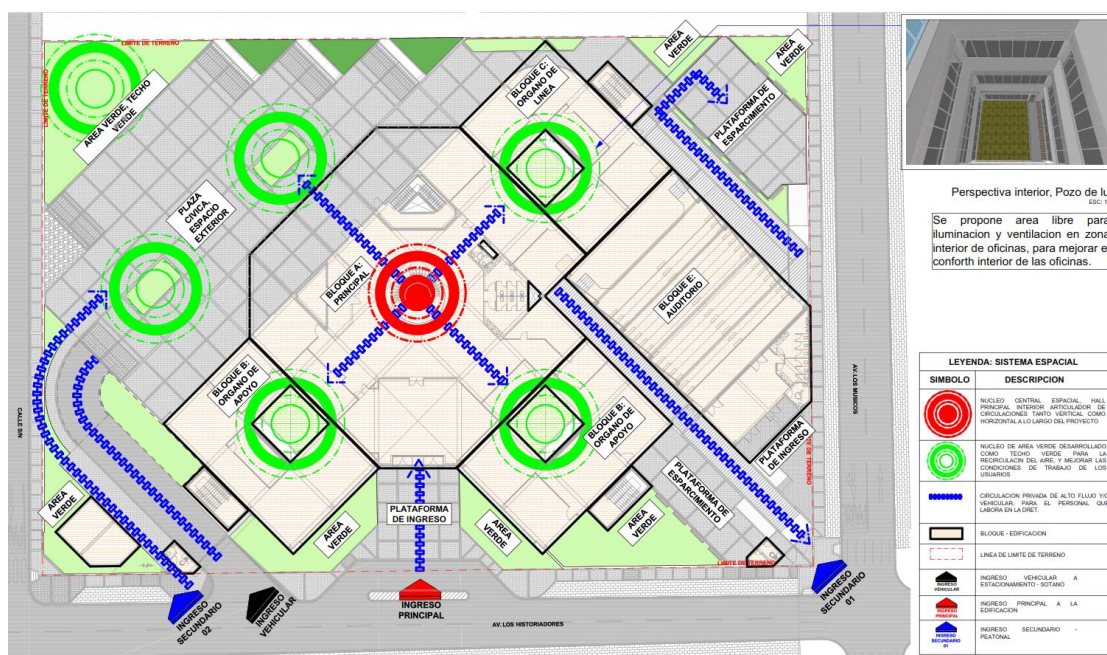 LIMITE DE TERRENO
LIMITE DE TERRENO
AREA VERDE, TECHO
VERDE
PLAZA
CIVICA,
ESPACIO
EXTERIOR
BLOQUE C:
ORGANO DE
LINEA
AREA
VERDE
AREA
VERDE
PLATAFORMA DE
ESPARCIMIENTO
BLOQUE A:
PRINCIPAL
BLOQUE E:
AUDITORIO
BLOQUE B:
ORGANO DE
APOYO
BLOQUE B:
ORGANO DE
APOYO
PLATAFORMA
DE INGRESO
LIMITE DE TERRENO
PLATAFORMA DE
ESPARCIMIENTO
PLATAFORMA
DE INGRESO
AREA
VERDE
AREA
VERDE
AREA
VERDE
AREA
VERDE
LIMITE DE TERRENO
CALLE S/N
AV. LOS MUSICOS
AV. LOS HISTORIADORES
INGRESO
SECUNDARIO
02
INGRESO
VEHICULAR
INGRESO
PRINCIPAL
INGRESO
SECUNDARIO
01
Perspectiva interior, Pozo de lu
ESC: 1
Se propone area libre para
iluminacion y ventilacion en zona
interior de oficinas, para mejorar e
conforth interior de las oficinas.
LEYENDA: SISTEMA ESPACIAL
SIMBOLO DESCRIPCION
NUCLEO CENTRAL ESPACIAL, HALL
PRINCIPAL INTERIOR ARTICULADOR DE
CIRCULACIONES TANTO VERTICAL COMO
HORIZONTAL A LO LARGO DEL PROYECTO
NUCLEO DE AREA VERDE DESARROLLADO
COMO TECHO VERDE PARA LA
RECIRCULACIN DEL AIRE, Y MEJORAR LAS
CONDICIONES DE TRABAJO DE LOS
USUARIOS
CIRCULACION PRIVADA DE ALTO FLUJO Y/O
VEHICULAR, PARA EL PERSONAL QUE
LABORA EN LA DRET.
BLOQUE - EDIFICACION
LINEA DE LIMITE DE TERRENO
INGRESO
VEHICULAR
INGRESO VEHICULAR A
ESTACIONAMIENTO - SOTANO
INGRESO
PRINCIPAL
INGRESO PRINCIPAL A LA
EDIFICACION
INGRESO
SECUNDARIO
01
INGRESO SECUNDARIO -
PEATONAL